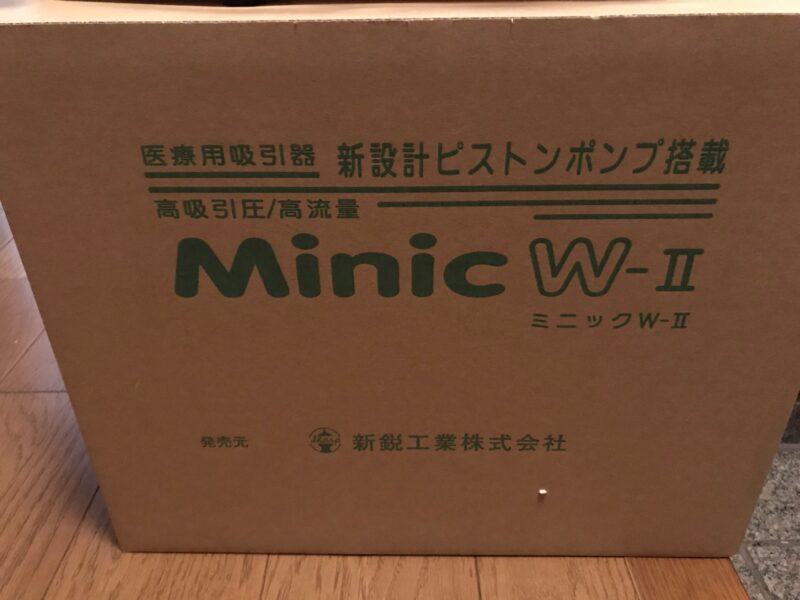 医療用吸引器 新設計ピストンポンプ搭載
高吸引圧/高流量
Minic W-II
ミニックW-II
発売元 新鋭工業株式会社